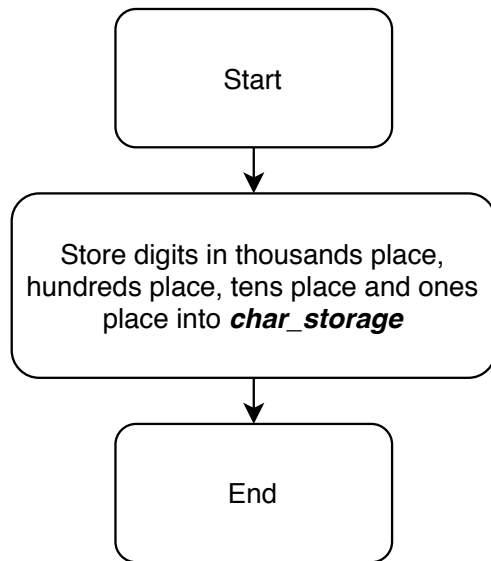 Start
Store digits in thousands place,
hundreds place, tens place and ones
place into char_storage
End